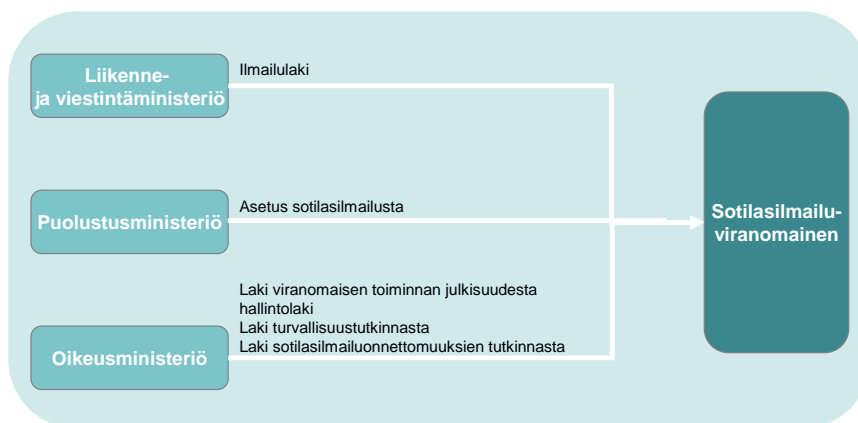 Liikenne-
ja viestintäministeriö
Ilmailulaki
Puolustusministeriö
Asetus sotilasilmailusta
Sotilasilmailu-
viranomainen
Laki viranomaisen toiminnan julkisuudesta
hallintolaki
Laki turvallisuustutkinnasta
Laki sotilasilmailuonnettomuuksien tutkinnasta
Oikeusministeriö